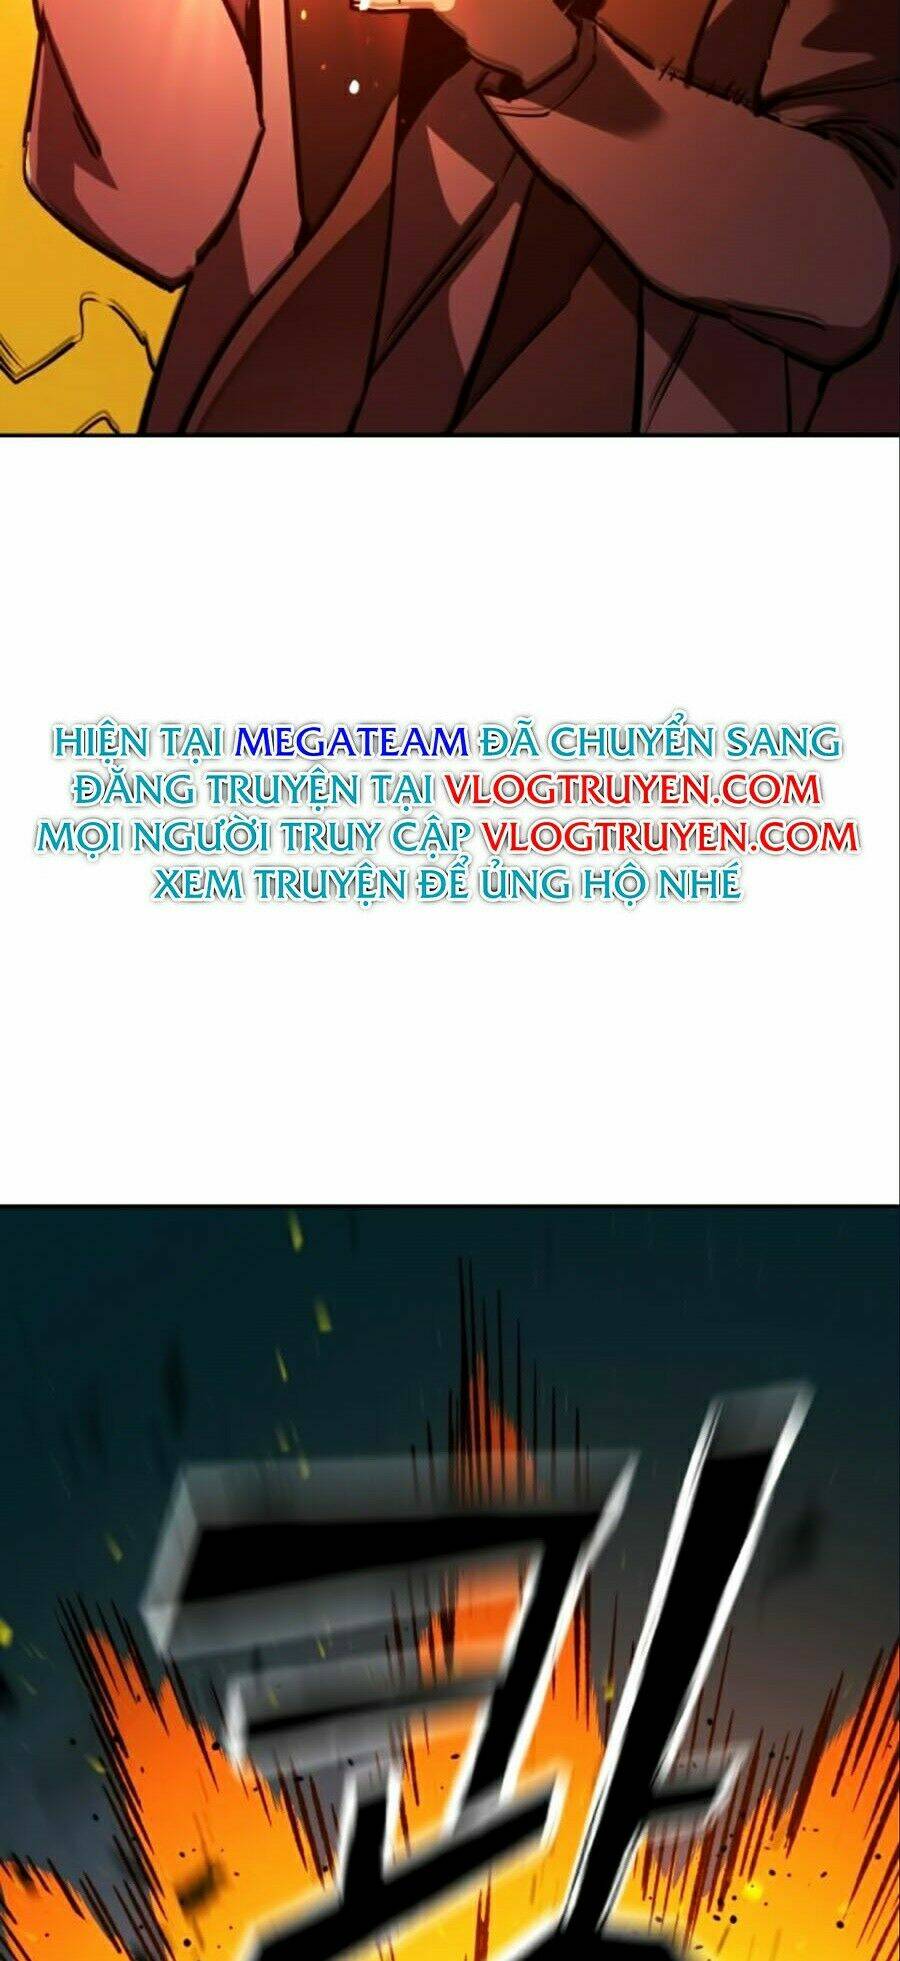 HIỆN TẠI MEGATEAM ĐÃ CHUYỂN SANG
ĐĂNG TRUYỆN TẠI VLOGTRUYEN.COM
MỌI NGƯỜI TRUY CẬP VLOGTRUYEN.COM
XEM TRUYỆN ĐỂ ỦNG HỘ NHÉ